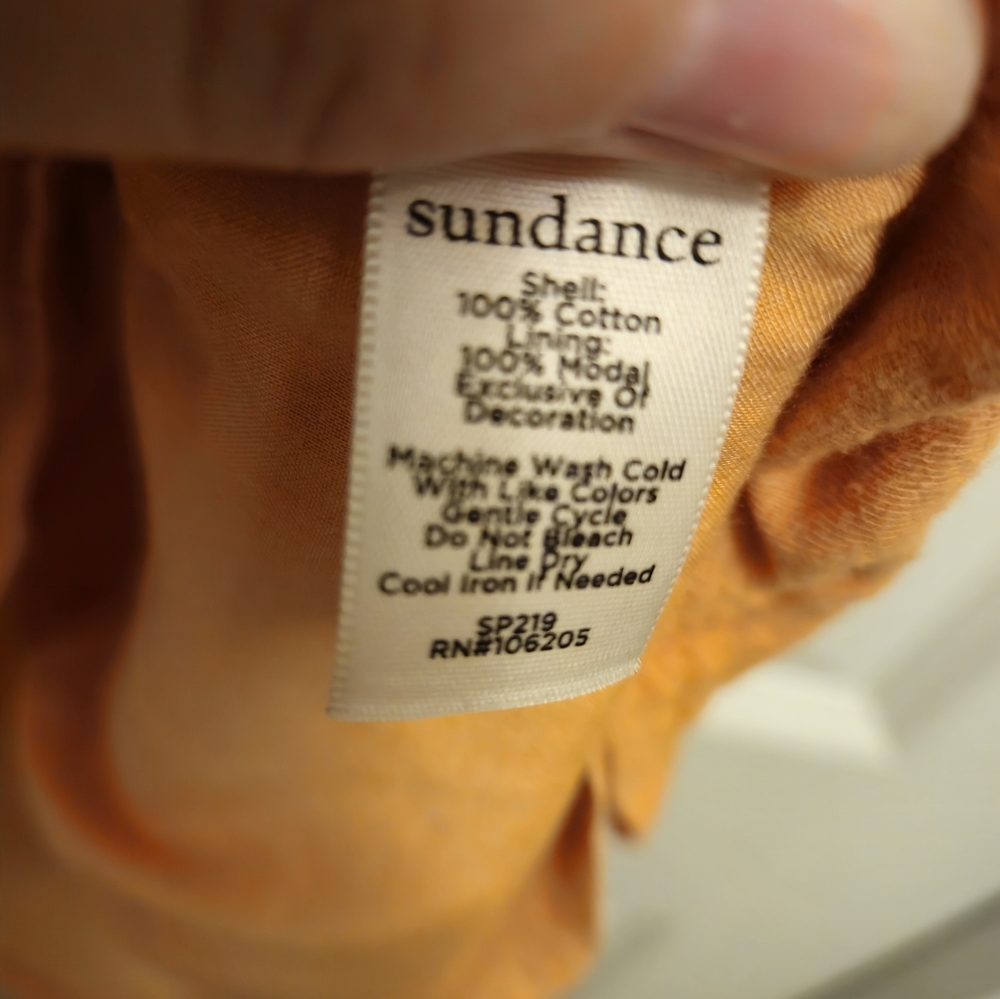 sundance
Shell:
100% Cotton
Lining:
100% Modal
Exclusive Of
Decoration
Machine Wash Cold
With Like Colors
Gentle Cycle
Do Not Bleach
Line Dry
Cool Iron If Needed
SP219
RN#106205